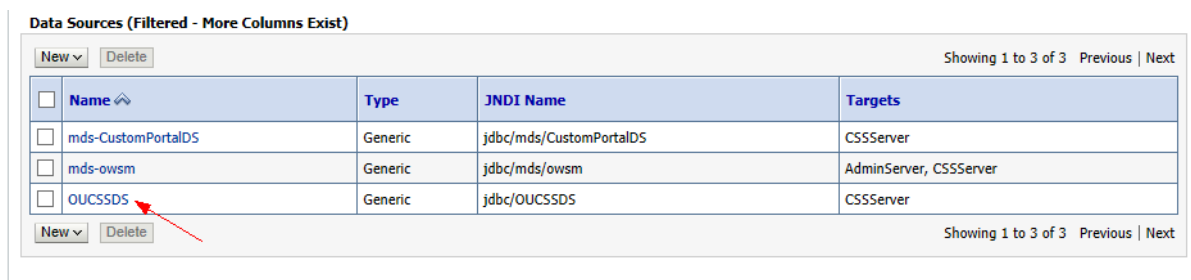 Data Sources (Filtered - More Columns Exist)
New Delete Showing 1 to 3 of 3 Previous | Next
Name Type JNDI Name Targets
mds-CustomPortalDS Generic jdbc/mds/CustomPortalDS CSSServer
mds-owsm Generic jdbc/mds/owsm AdminServer, CSSServer
OUCSSDS Generic jdbc/OUCSSDS CSSServer
New Delete Showing 1 to 3 of 3 Previous | Next